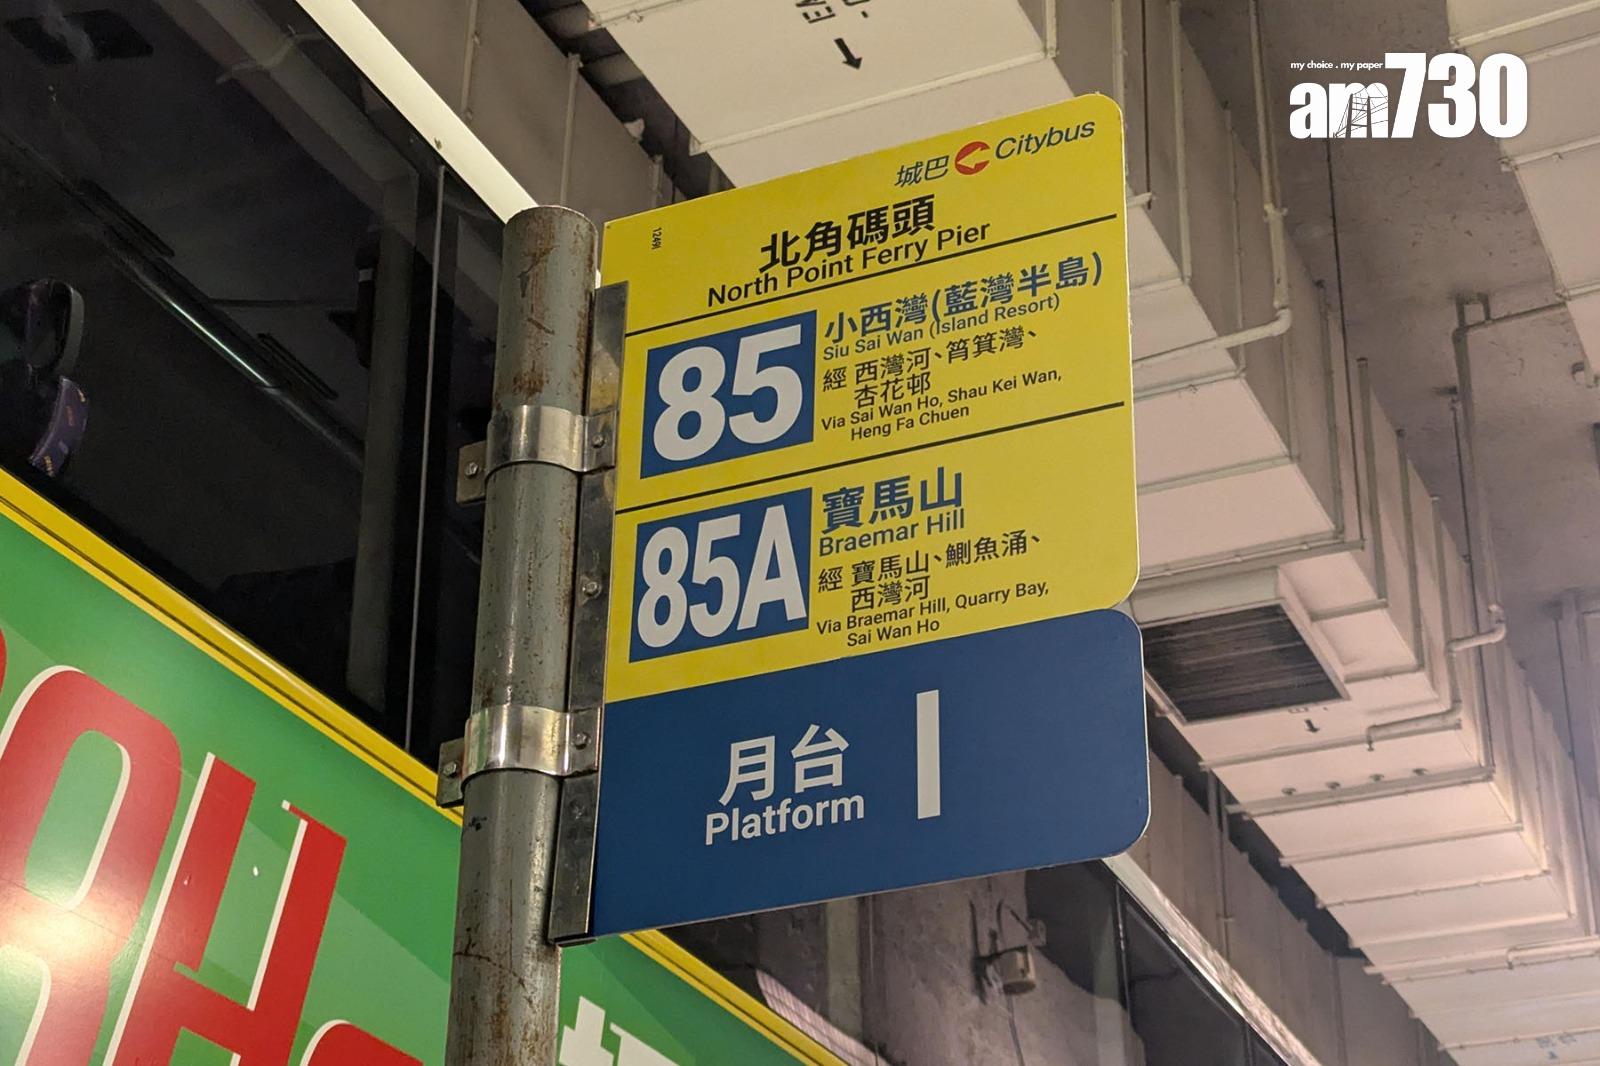 my choice . my paper
am730
城巴 Citybus
1249
北角碼頭
North Point Ferry Pier
85
小西灣(藍灣半島)
Siu Sai Wan (Island Resort)
經 西灣河、筲箕灣、
杏花邨
Via Sai Wan Ho, Shau Kei Wan,
Heng Fa Chuen
85A
寶馬山
Braemar Hill
經 寶馬山、鰂魚涌、
西灣河
Via Braemar Hill, Quarry Bay,
Sai Wan Ho
月台 1
Platform